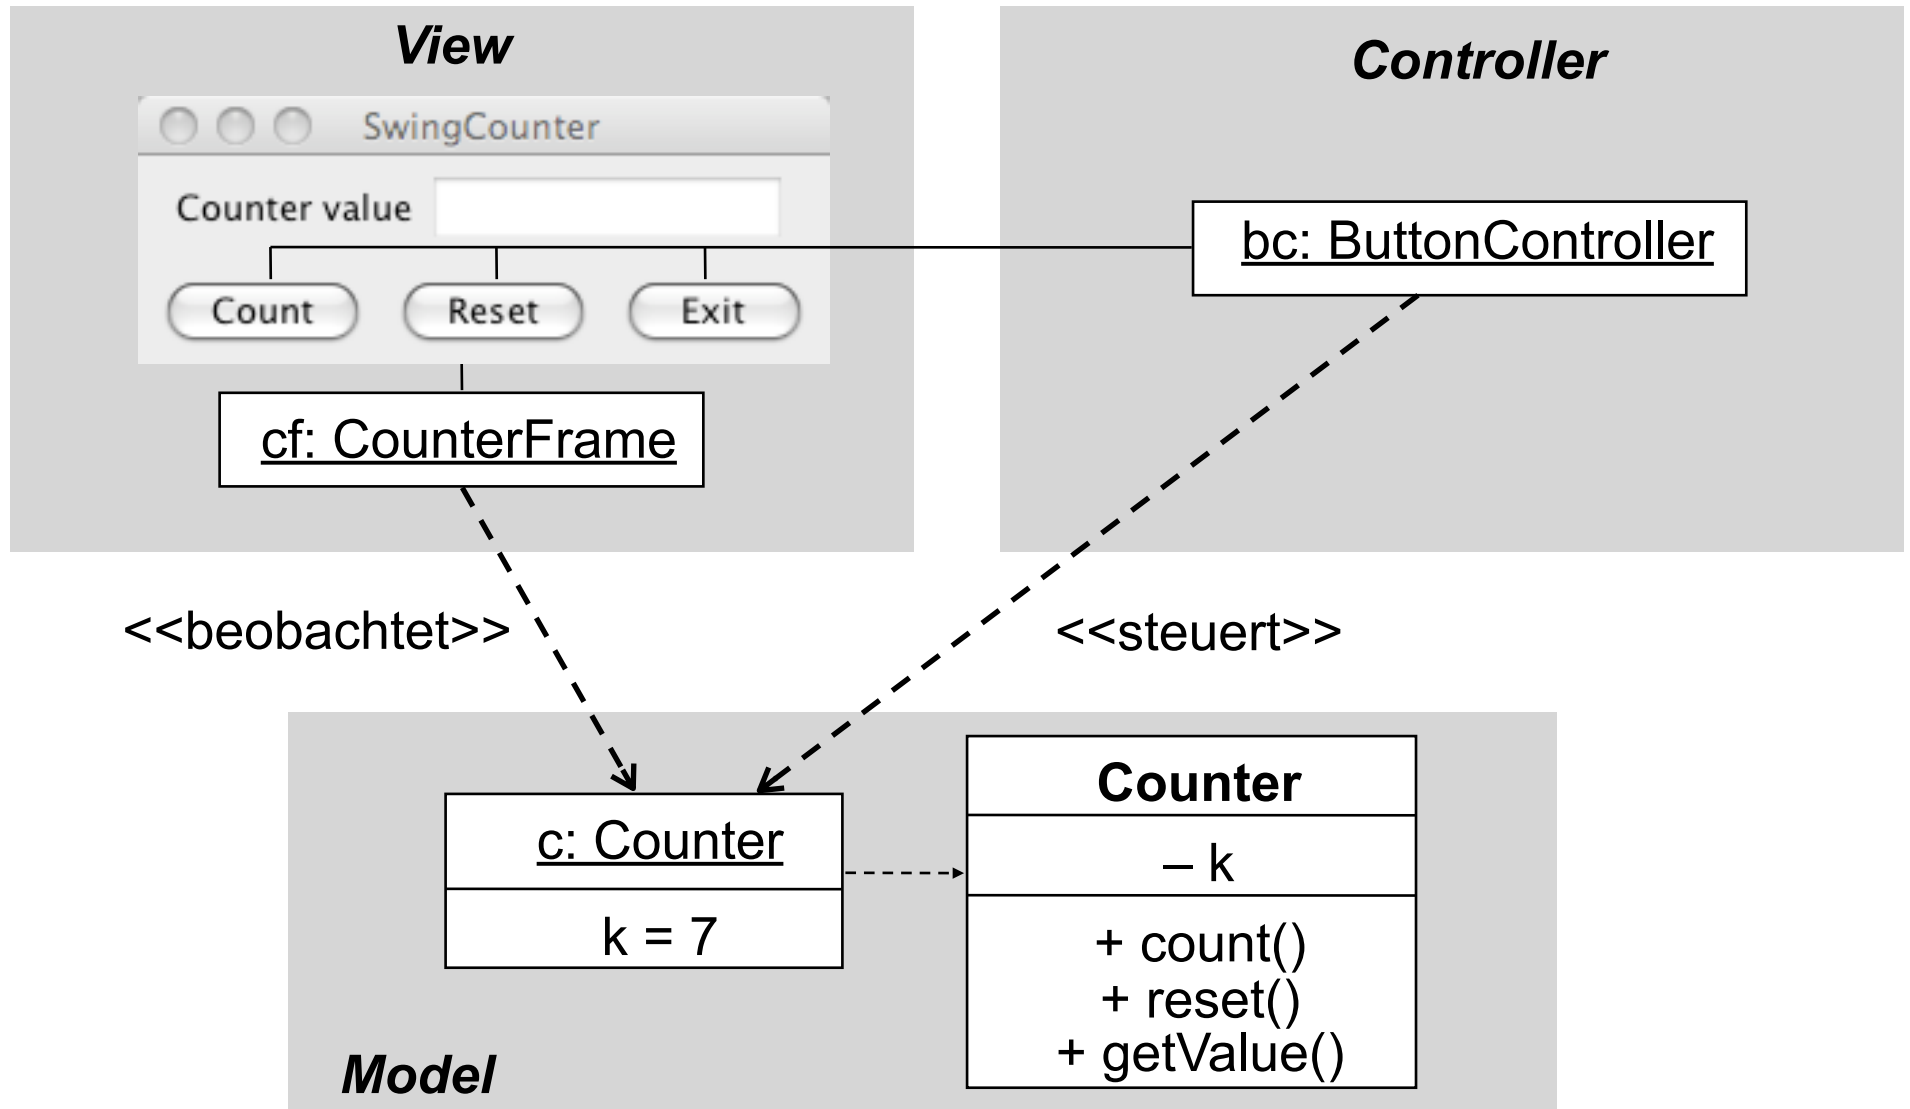 View
SwingCounter
Counter value
Count
Reset
Exit
cf: CounterFrame
Controller
bc: ButtonController
<<beobachtet>>
<<steuert>>
c: Counter
k = 7
Counter
– k
+ count()
+ reset()
+ getValue()
Model